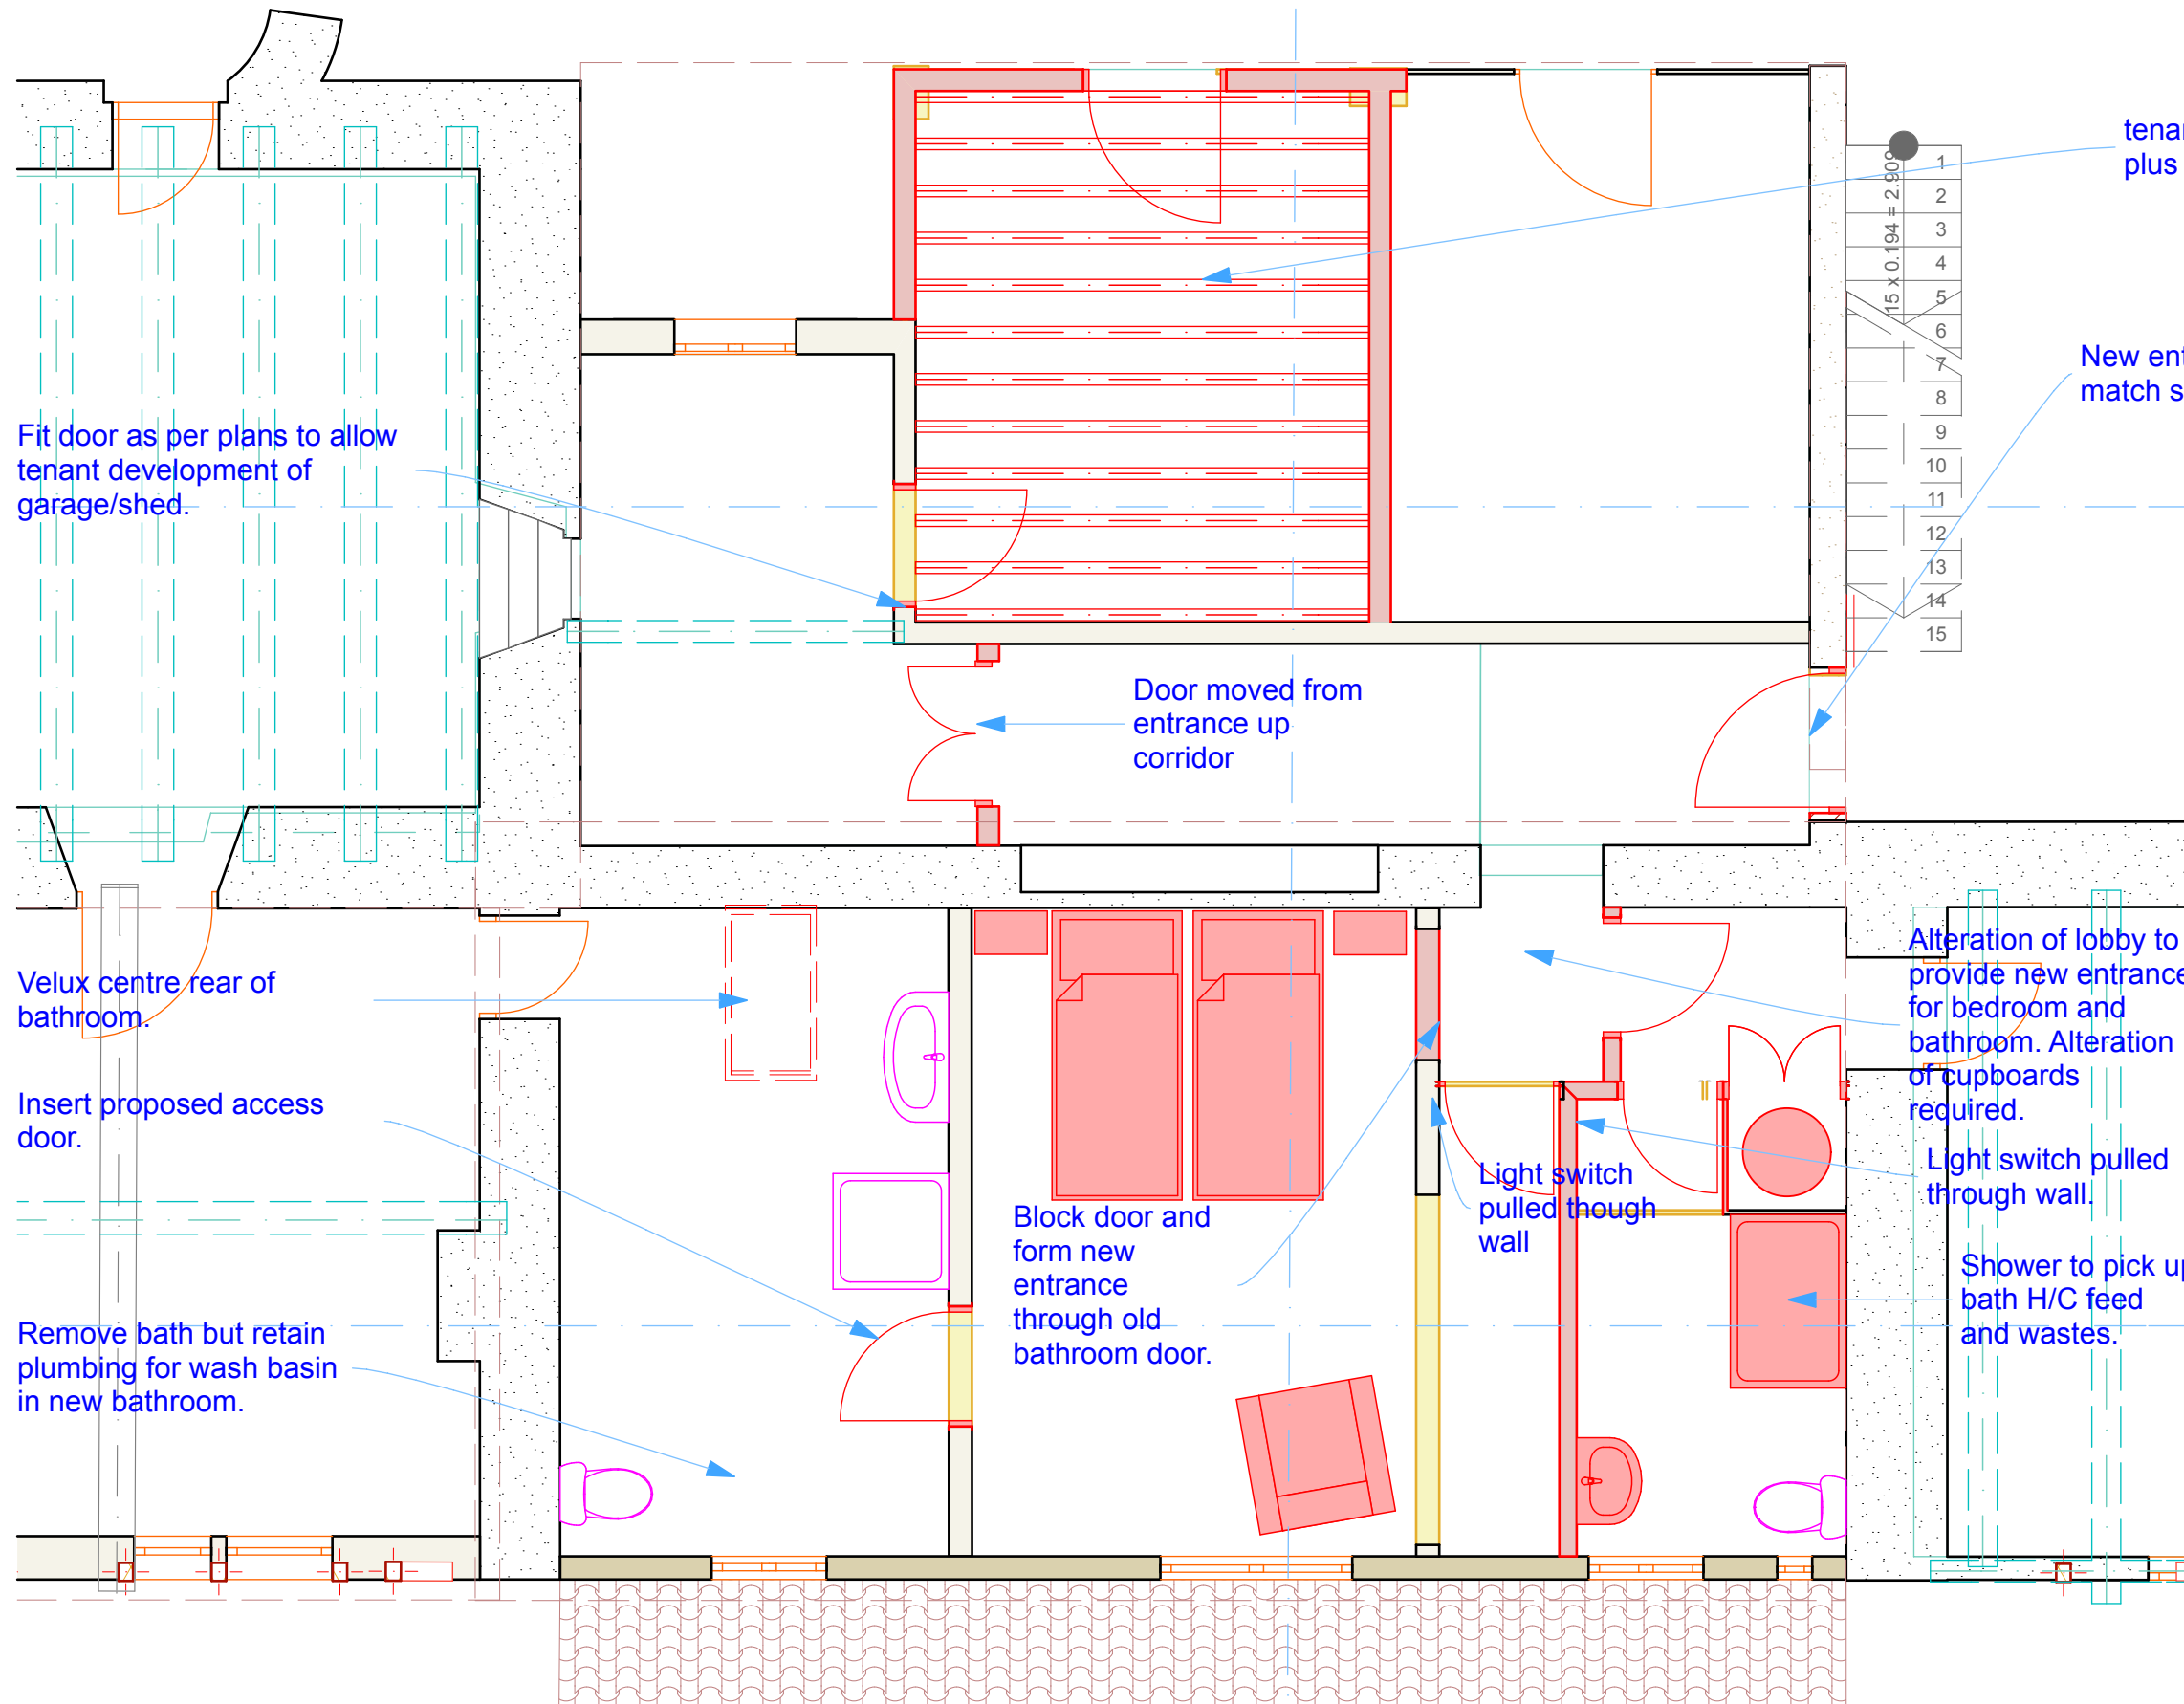 tenan
plus
15 x 0.194 = 2.909
1
2
3
4
5
6
7
8
9
10
11
12
13
14
15
New ent
match s
Fit door as per plans to allow
tenant development of
garage/shed.
Door moved from
entrance up
corridor
Velux centre rear of
bathroom.
Insert proposed access
door.
Remove bath but retain
plumbing for wash basin
in new bathroom.
Block door and
form new
entrance
through old
bathroom door.
Light switch
pulled though
wall
Alteration of lobby to
provide new entrance
for bedroom and
bathroom. Alteration
of cupboards
required.
Light switch pulled
through wall.
Shower to pick up
bath H/C feed
and wastes.